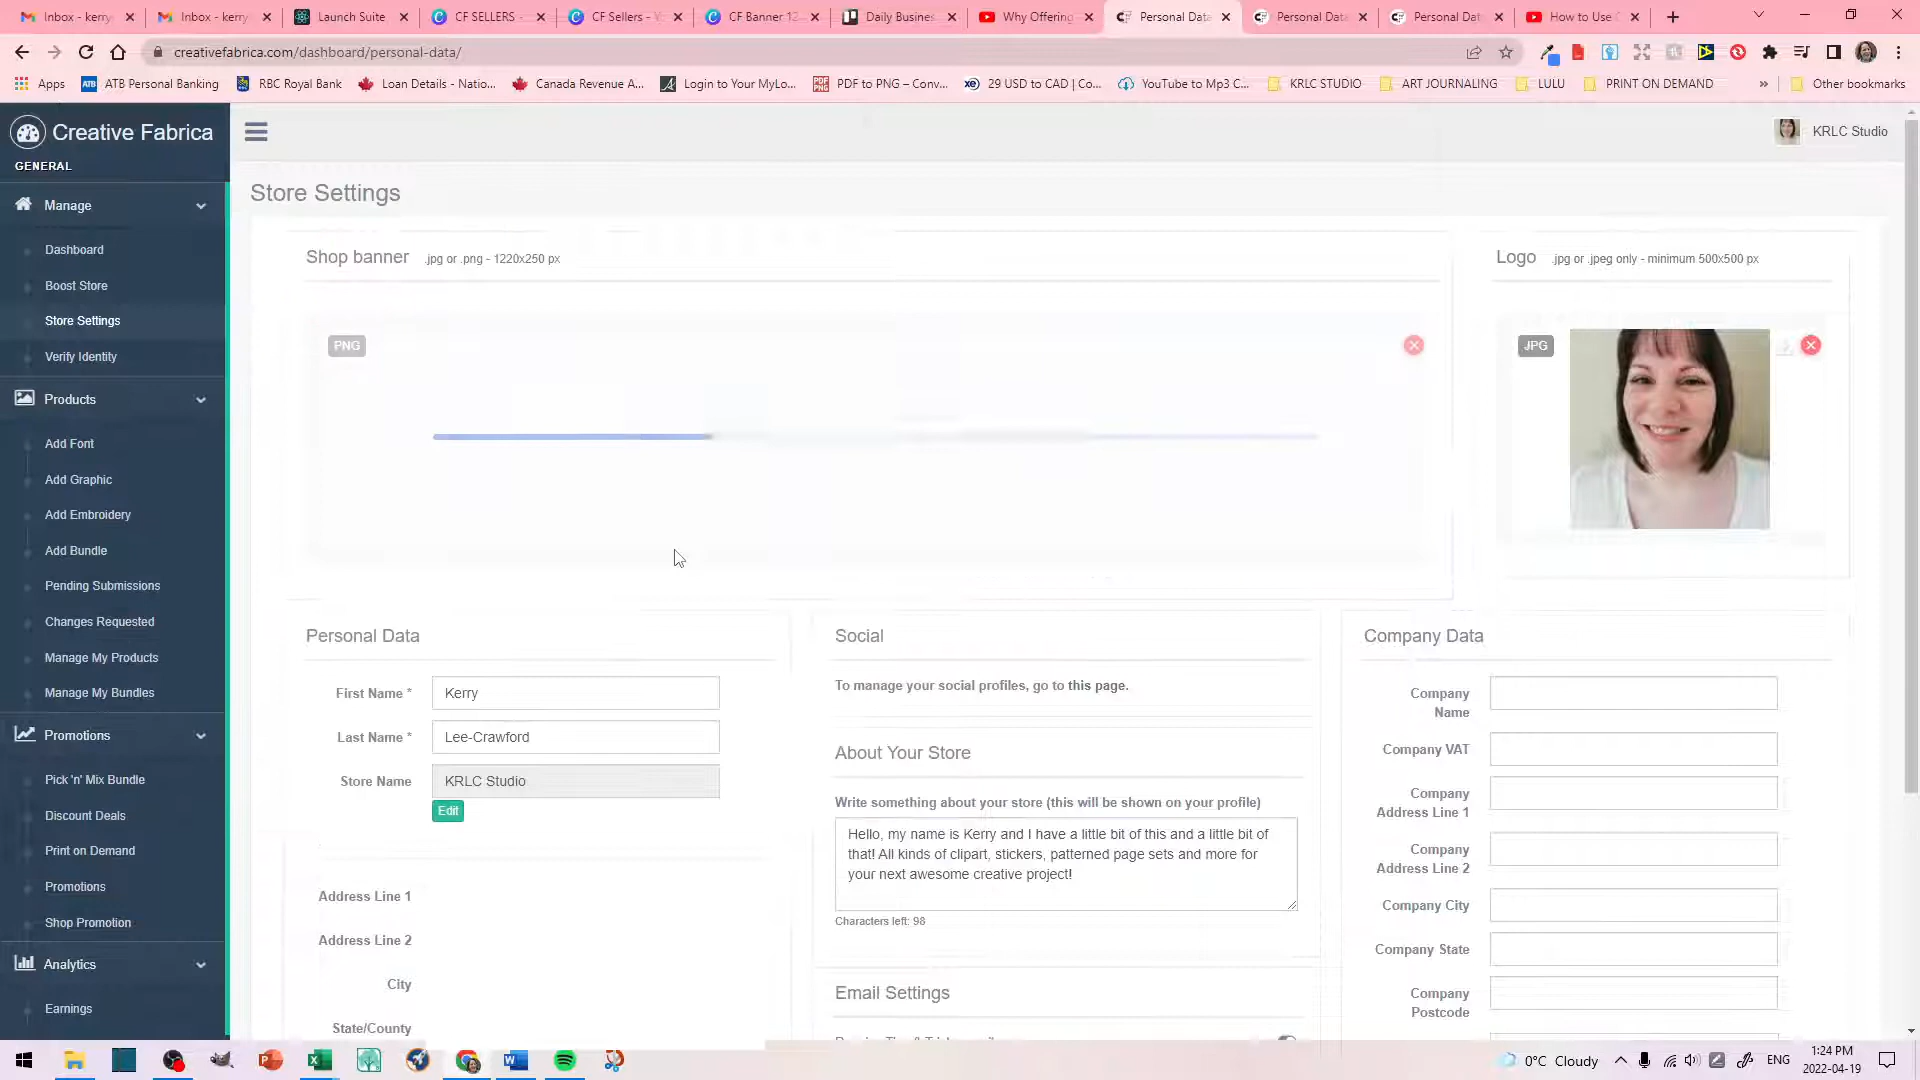 Inbox - kerry
Inbox - kerry
Launch Suite
CF SELLERS -
CF Sellers - Y
CF Banner 12
Daily Busines
Why Offering
Personal Data
Personal Data
Personal Dat
How to Use
creativefabrica.com/dashboard/personal-data/
Apps
ATB Personal Banking
RBC Royal Bank
Loan Details - Natio...
Canada Revenue A...
Login to Your MyLo...
PDF to PNG – Conv...
29 USD to CAD | Co...
YouTube to Mp3 C...
KRLC STUDIO
ART JOURNALING
LULU
PRINT ON DEMAND
»
Other bookmarks
Creative Fabrica
KRLC Studio
GENERAL
Manage
Dashboard
Boost Store
Store Settings
Verify Identity
Products
Add Font
Add Graphic
Add Embroidery
Add Bundle
Pending Submissions
Changes Requested
Manage My Products
Manage My Bundles
Promotions
Pick 'n' Mix Bundle
Discount Deals
Print on Demand
Promotions
Shop Promotion
Analytics
Earnings
Store Settings
Shop banner .jpg or .png - 1220x250 px
PNG
Logo .jpg or .jpeg only - minimum 500x500 px
JPG
Personal Data
First Name * Kerry
Last Name * Lee-Crawford
Store Name KRLC Studio
Edit
Address Line 1
Address Line 2
City
State/County
Social
To manage your social profiles, go to this page.
About Your Store
Write something about your store (this will be shown on your profile)
Hello, my name is Kerry and I have a little bit of this and a little bit of
that! All kinds of clipart, stickers, patterned page sets and more for
your next awesome creative project!
Characters left: 98
Email Settings
Company Data
Company
Name
Company VAT
Company
Address Line 1
Company
Address Line 2
Company City
Company State
Company
Postcode
0°C Cloudy
ENG
1:24 PM
2022-04-19